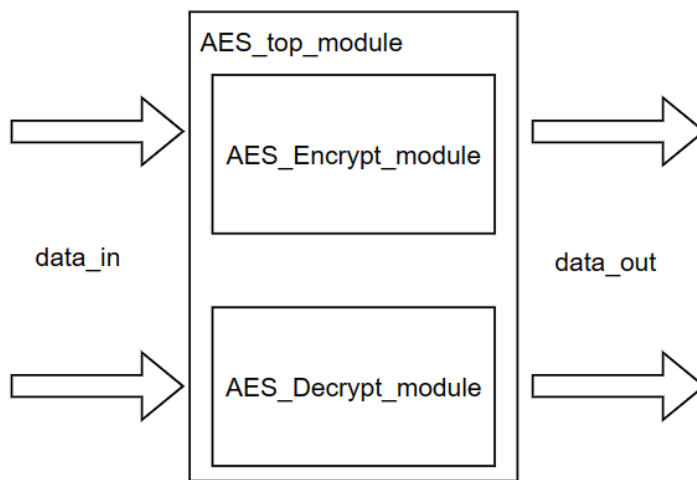 AES_top_module
AES_Encrypt_module
data_in
data_out
AES_Decrypt_module